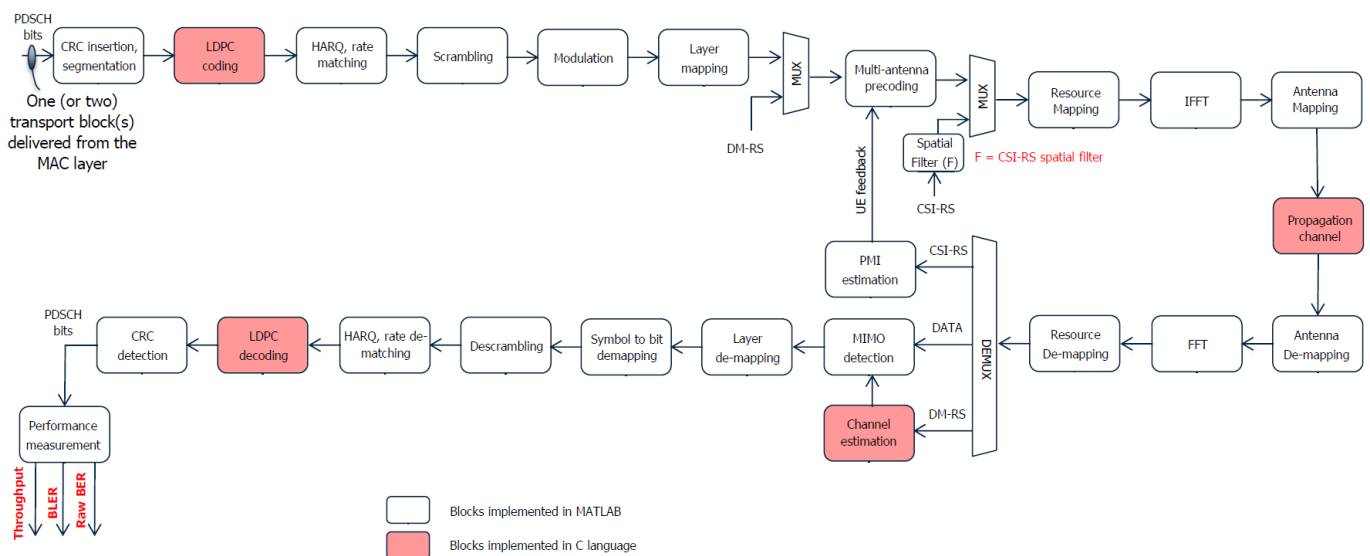 PDSCH
bits
CRC insertion,
segmentation
LDPC
coding
HARQ, rate
matching
Scrambling
Modulation
Layer
mapping
MUX
Multi-antenna
precoding
MUX
Resource
Mapping
IFFT
Antenna
Mapping
One (or two)
transport block(s)
delivered from the
MAC layer
DM-RS
Spatial
Filter (F)
F = CSI-RS spatial filter
CSI-RS
UE feedback
Propagation
channel
PMI
estimation
CSI-RS
PDSCH
bits
CRC
detection
LDPC
decoding
HARQ, rate de-
matching
Descrambling
Symbol to bit
demapping
Layer
de-mapping
MIMO
detection
DATA
DEMUX
Resource
De-mapping
FFT
Antenna
De-mapping
Channel
estimation
DM-RS
Performance
measurement
Throughput
BLER
Raw BER
Blocks implemented in MATLAB
Blocks implemented in C language